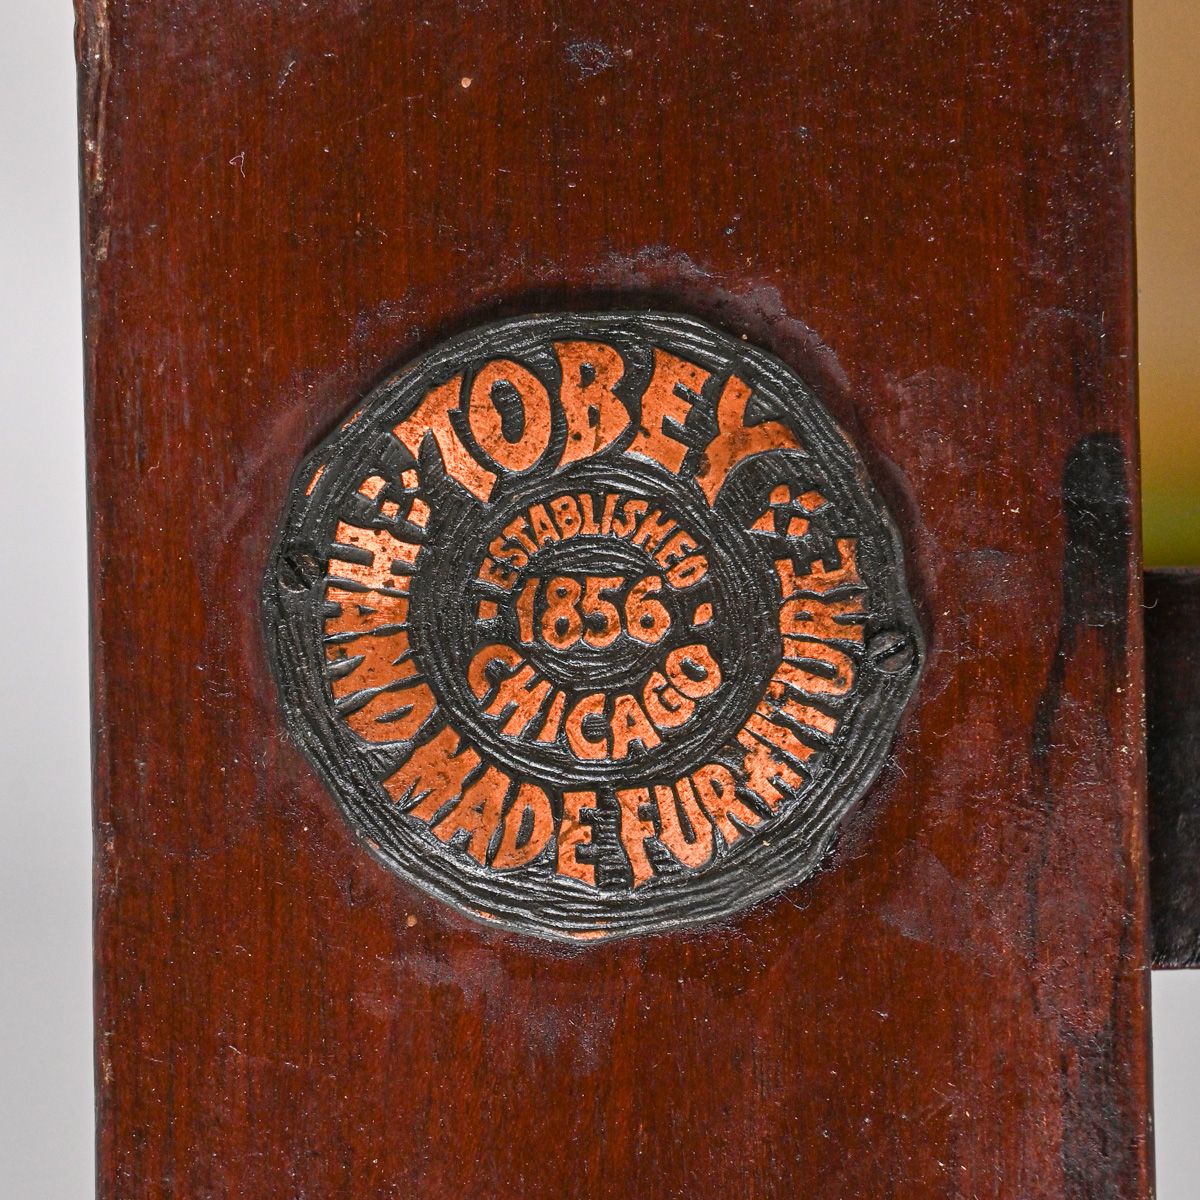 THE TOBEY
HAND MADE FURNITURE
ESTABLISHED
1856
CHICAGO